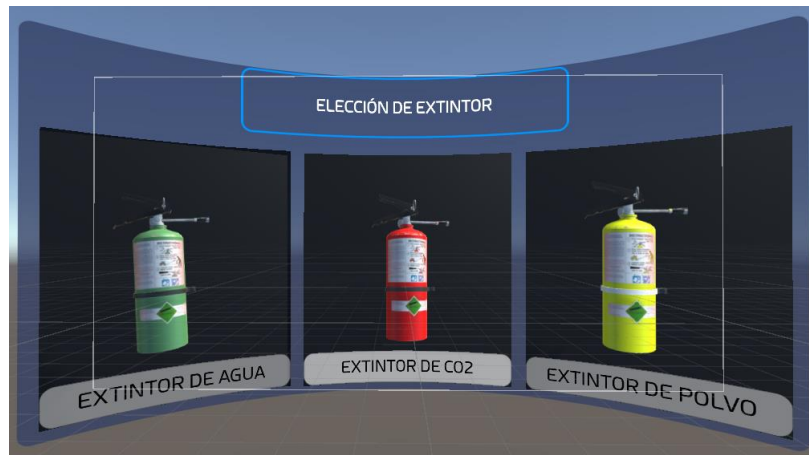 ELECCIÓN DE EXTINTOR
EXTINTOR DE AGUA
EXTINTOR DE CO2
EXTINTOR DE POLVO